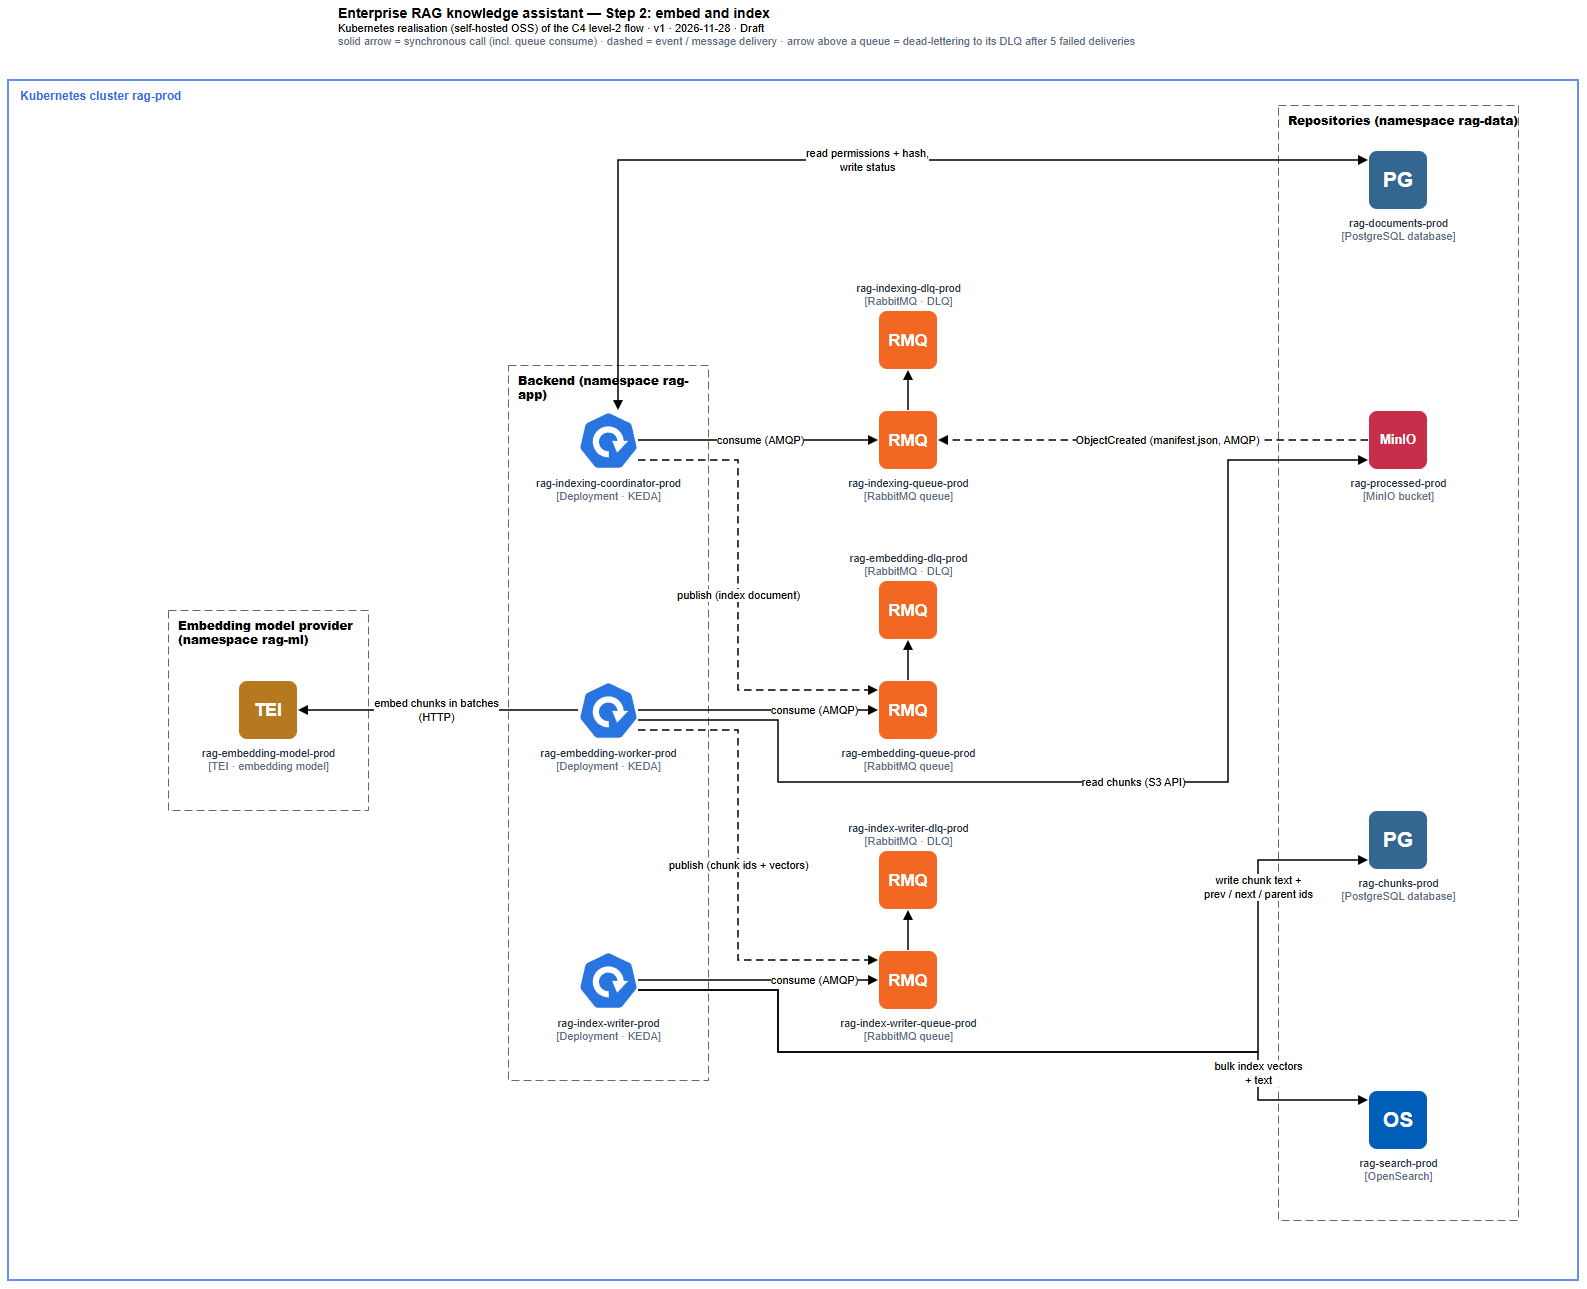 Enterprise RAG knowledge assistant — Step 2: embed and index
Kubernetes realisation (self-hosted OSS) of the C4 level-2 flow · v1 · 2026-11-28 · Draft
solid arrow = synchronous call (incl. queue consume) · dashed = event / message delivery · arrow above a queue = dead-lettering to its DLQ after 5 failed deliveries
Kubernetes cluster rag-prod
Repositories (namespace rag-data)
read permissions + hash,
write status
PG
rag-documents-prod
[PostgreSQL database]
rag-indexing-dlq-prod
[RabbitMQ · DLQ]
RMQ
Backend (namespace rag-
app)
consume (AMQP)
RMQ
ObjectCreated (manifest.json, AMQP)
MinIO
rag-indexing-coordinator-prod
[Deployment · KEDA]
rag-indexing-queue-prod
[RabbitMQ queue]
rag-processed-prod
[MinIO bucket]
rag-embedding-dlq-prod
[RabbitMQ · DLQ]
RMQ
publish (index document)
Embedding model provider
(namespace rag-ml)
TEI
embed chunks in batches
(HTTP)
consume (AMQP)
RMQ
rag-embedding-model-prod
[TEI · embedding model]
rag-embedding-worker-prod
[Deployment · KEDA]
rag-embedding-queue-prod
[RabbitMQ queue]
read chunks (S3 API)
rag-index-writer-dlq-prod
[RabbitMQ · DLQ]
RMQ
publish (chunk ids + vectors)
PG
write chunk text +
prev / next / parent ids
rag-chunks-prod
[PostgreSQL database]
consume (AMQP)
RMQ
rag-index-writer-prod
[Deployment · KEDA]
rag-index-writer-queue-prod
[RabbitMQ queue]
bulk index vectors
+ text
OS
rag-search-prod
[OpenSearch]